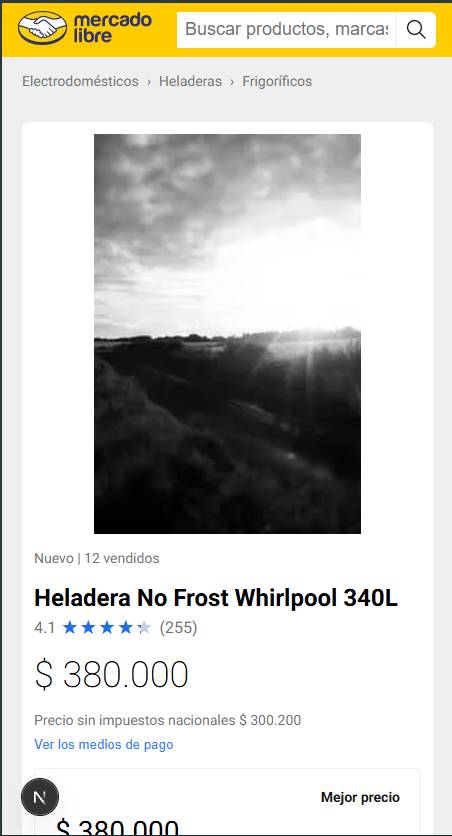 mercado
libre
Buscar productos, marcas
Electrodomésticos › Heladeras › Frigoríficos
Nuevo | 12 vendidos
Heladera No Frost Whirlpool 340L
4.1 (255)
$ 380.000
Precio sin impuestos nacionales $ 300.200
Ver los medios de pago
N
Mejor precio
$ 380.000